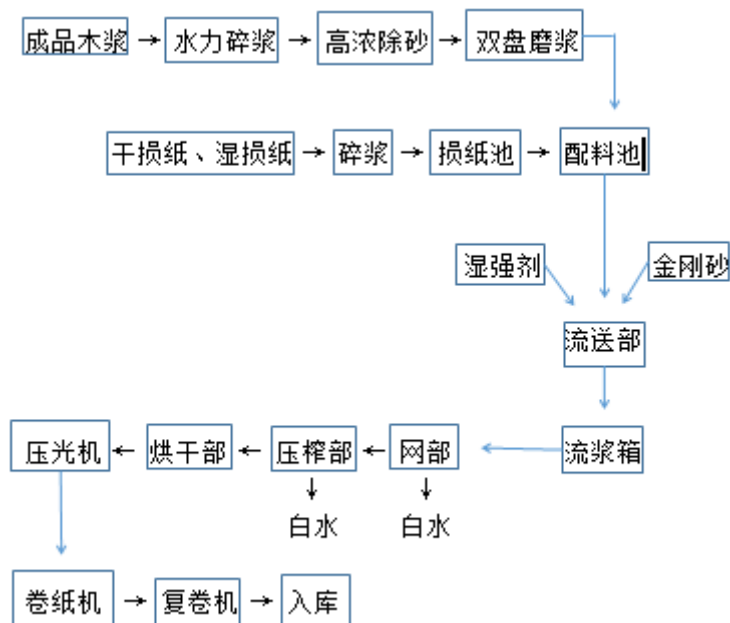 成品木浆 → 水力碎浆 → 高浓除砂 → 双盘磨浆
干损纸、湿损纸 → 碎浆 → 损纸池 → 配料池
湿强剂 金刚砂
流送部
压光机 ← 烘干部 ← 压榨部 ← 网部 流浆箱
白水 白水
卷纸机 → 复卷机 → 入库